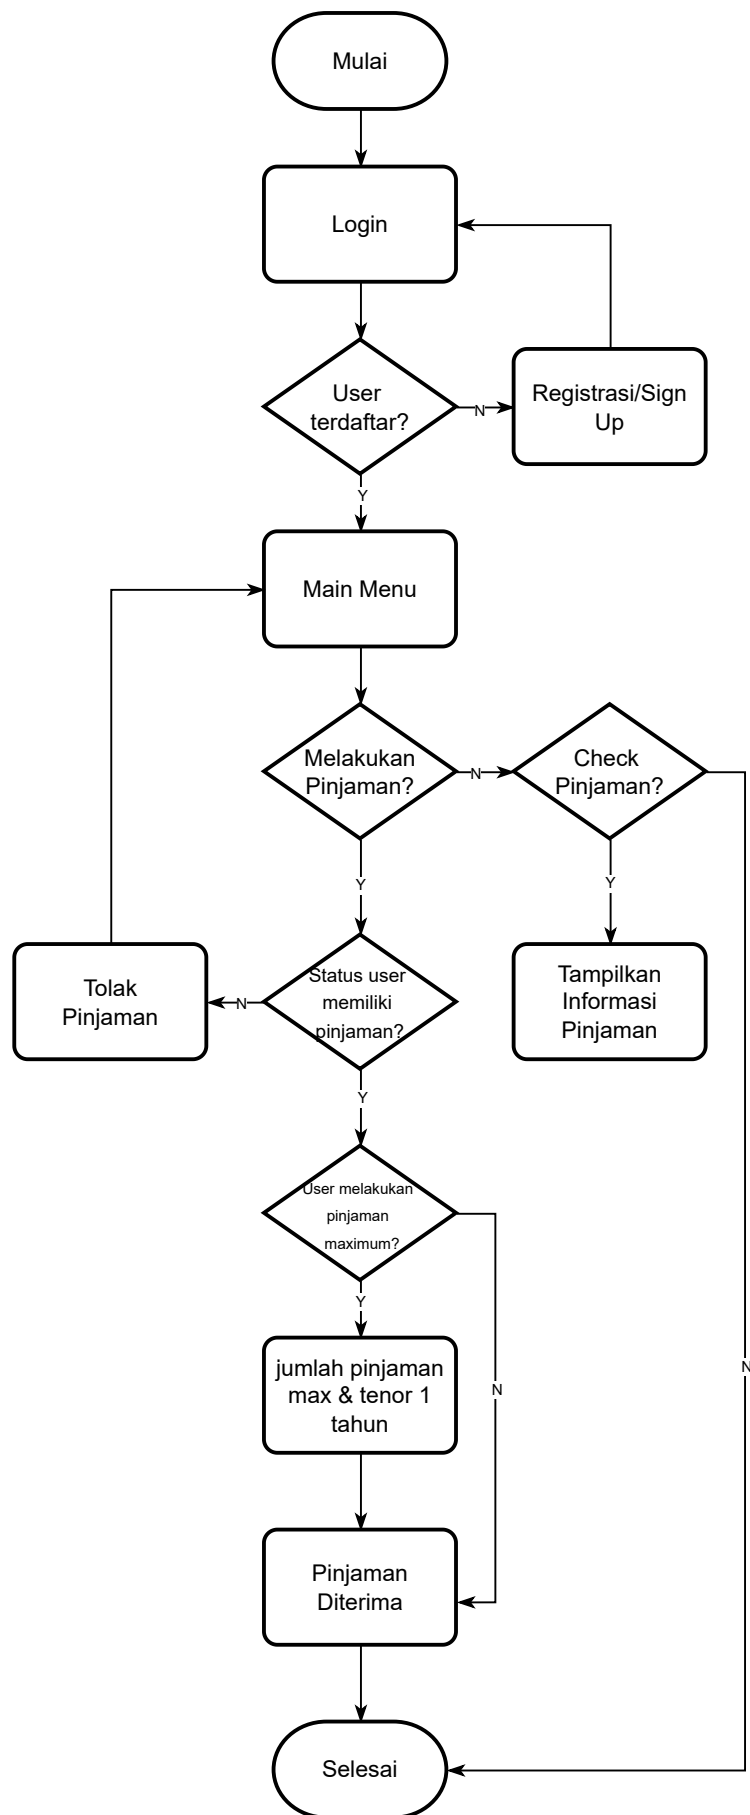 Mulai
Login
User
terdaftar?
N
Registrasi/Sign
Up
Y
Main Menu
Melakukan
Pinjaman?
N
Check
Pinjaman?
Y
Y
Tolak
Pinjaman
N
Status user
memiliki
pinjaman?
Tampilkan
Informasi
Pinjaman
Y
User melakukan
pinjaman
maximum?
Y
jumlah pinjaman
max & tenor 1
tahun
N
N
Pinjaman
Diterima
Selesai